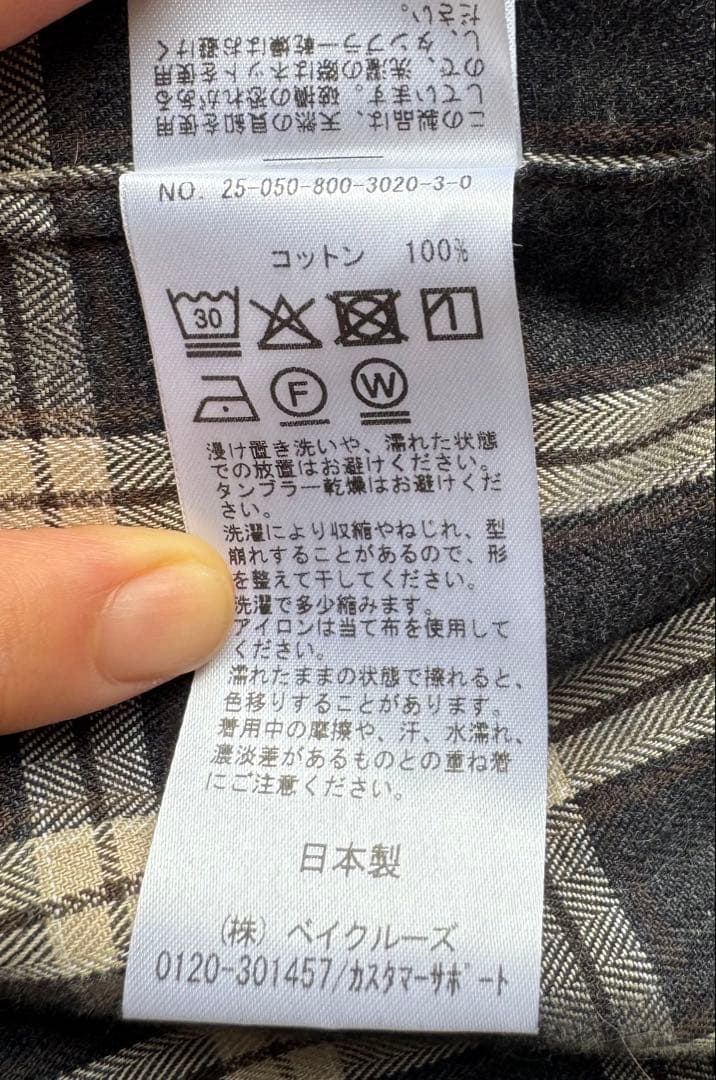 この製品は、天然の貝釦を使用
しています。破損の恐れがある
ので、洗濯の際はネットを使用
し、タンブラー乾燥はお避けく
ださい。
NO. 25-050-800-3020-3-0
コットン 100%
30
F
W
浸け置き洗いや、濡れた状態
での放置はお避けください。
タンブラー乾燥はお避けくだ
さい。
洗濯により収縮やねじれ、型
崩れすることがあるので、形
を整えて干してください。
洗濯で多少縮みます。
アイロンは当て布を使用して
ください。
濡れたままの状態で擦れると、
色移りすることがあります。
着用中の摩擦や、汗、水濡れ、
濃淡差があるものとの重ね着
にご注意ください。
日本製
(株) ベイクルーズ
0120-301457/カスタマーサポート